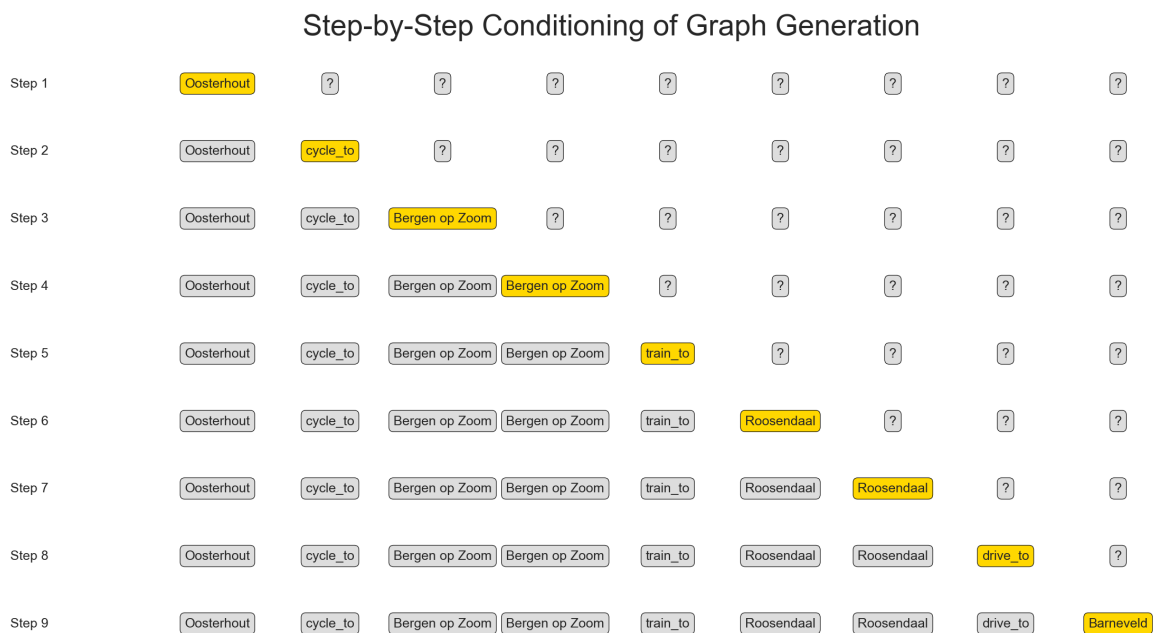 Step-by-Step Conditioning of Graph Generation
Step 1 Oosterhout ? ? ? ? ? ? ? ?
Step 2 Oosterhout cycle_to ? ? ? ? ? ? ?
Step 3 Oosterhout cycle_to Bergen op Zoom ? ? ? ? ? ?
Step 4 Oosterhout cycle_to Bergen op Zoom Bergen op Zoom ? ? ? ? ?
Step 5 Oosterhout cycle_to Bergen op Zoom Bergen op Zoom train_to ? ? ? ?
Step 6 Oosterhout cycle_to Bergen op Zoom Bergen op Zoom train_to Roosendaal ? ? ?
Step 7 Oosterhout cycle_to Bergen op Zoom Bergen op Zoom train_to Roosendaal Roosendaal ? ?
Step 8 Oosterhout cycle_to Bergen op Zoom Bergen op Zoom train_to Roosendaal Roosendaal drive_to ?
Step 9 Oosterhout cycle_to Bergen op Zoom Bergen op Zoom train_to Roosendaal Roosendaal drive_to Barneveld